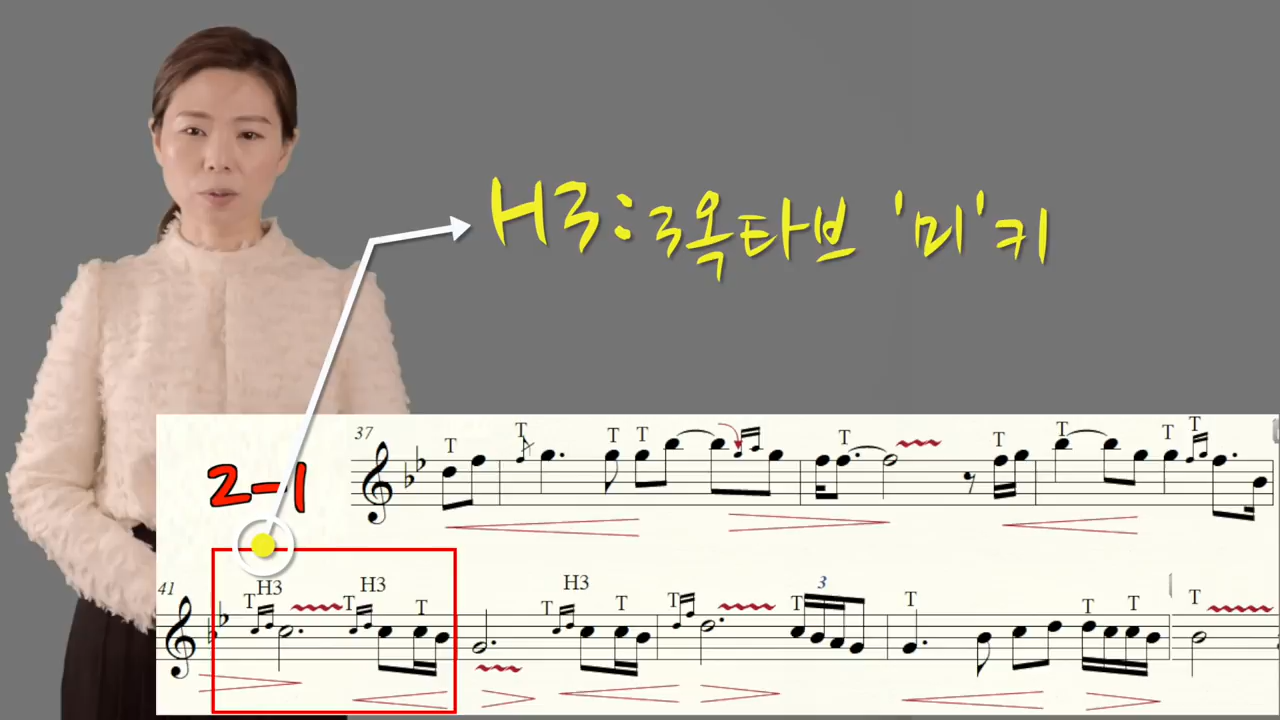 H3:3옥타브 '미'키
2-1
37
T T T T T T T T T
41
T H3 T H3 T T H3 T T T 3 T T T T